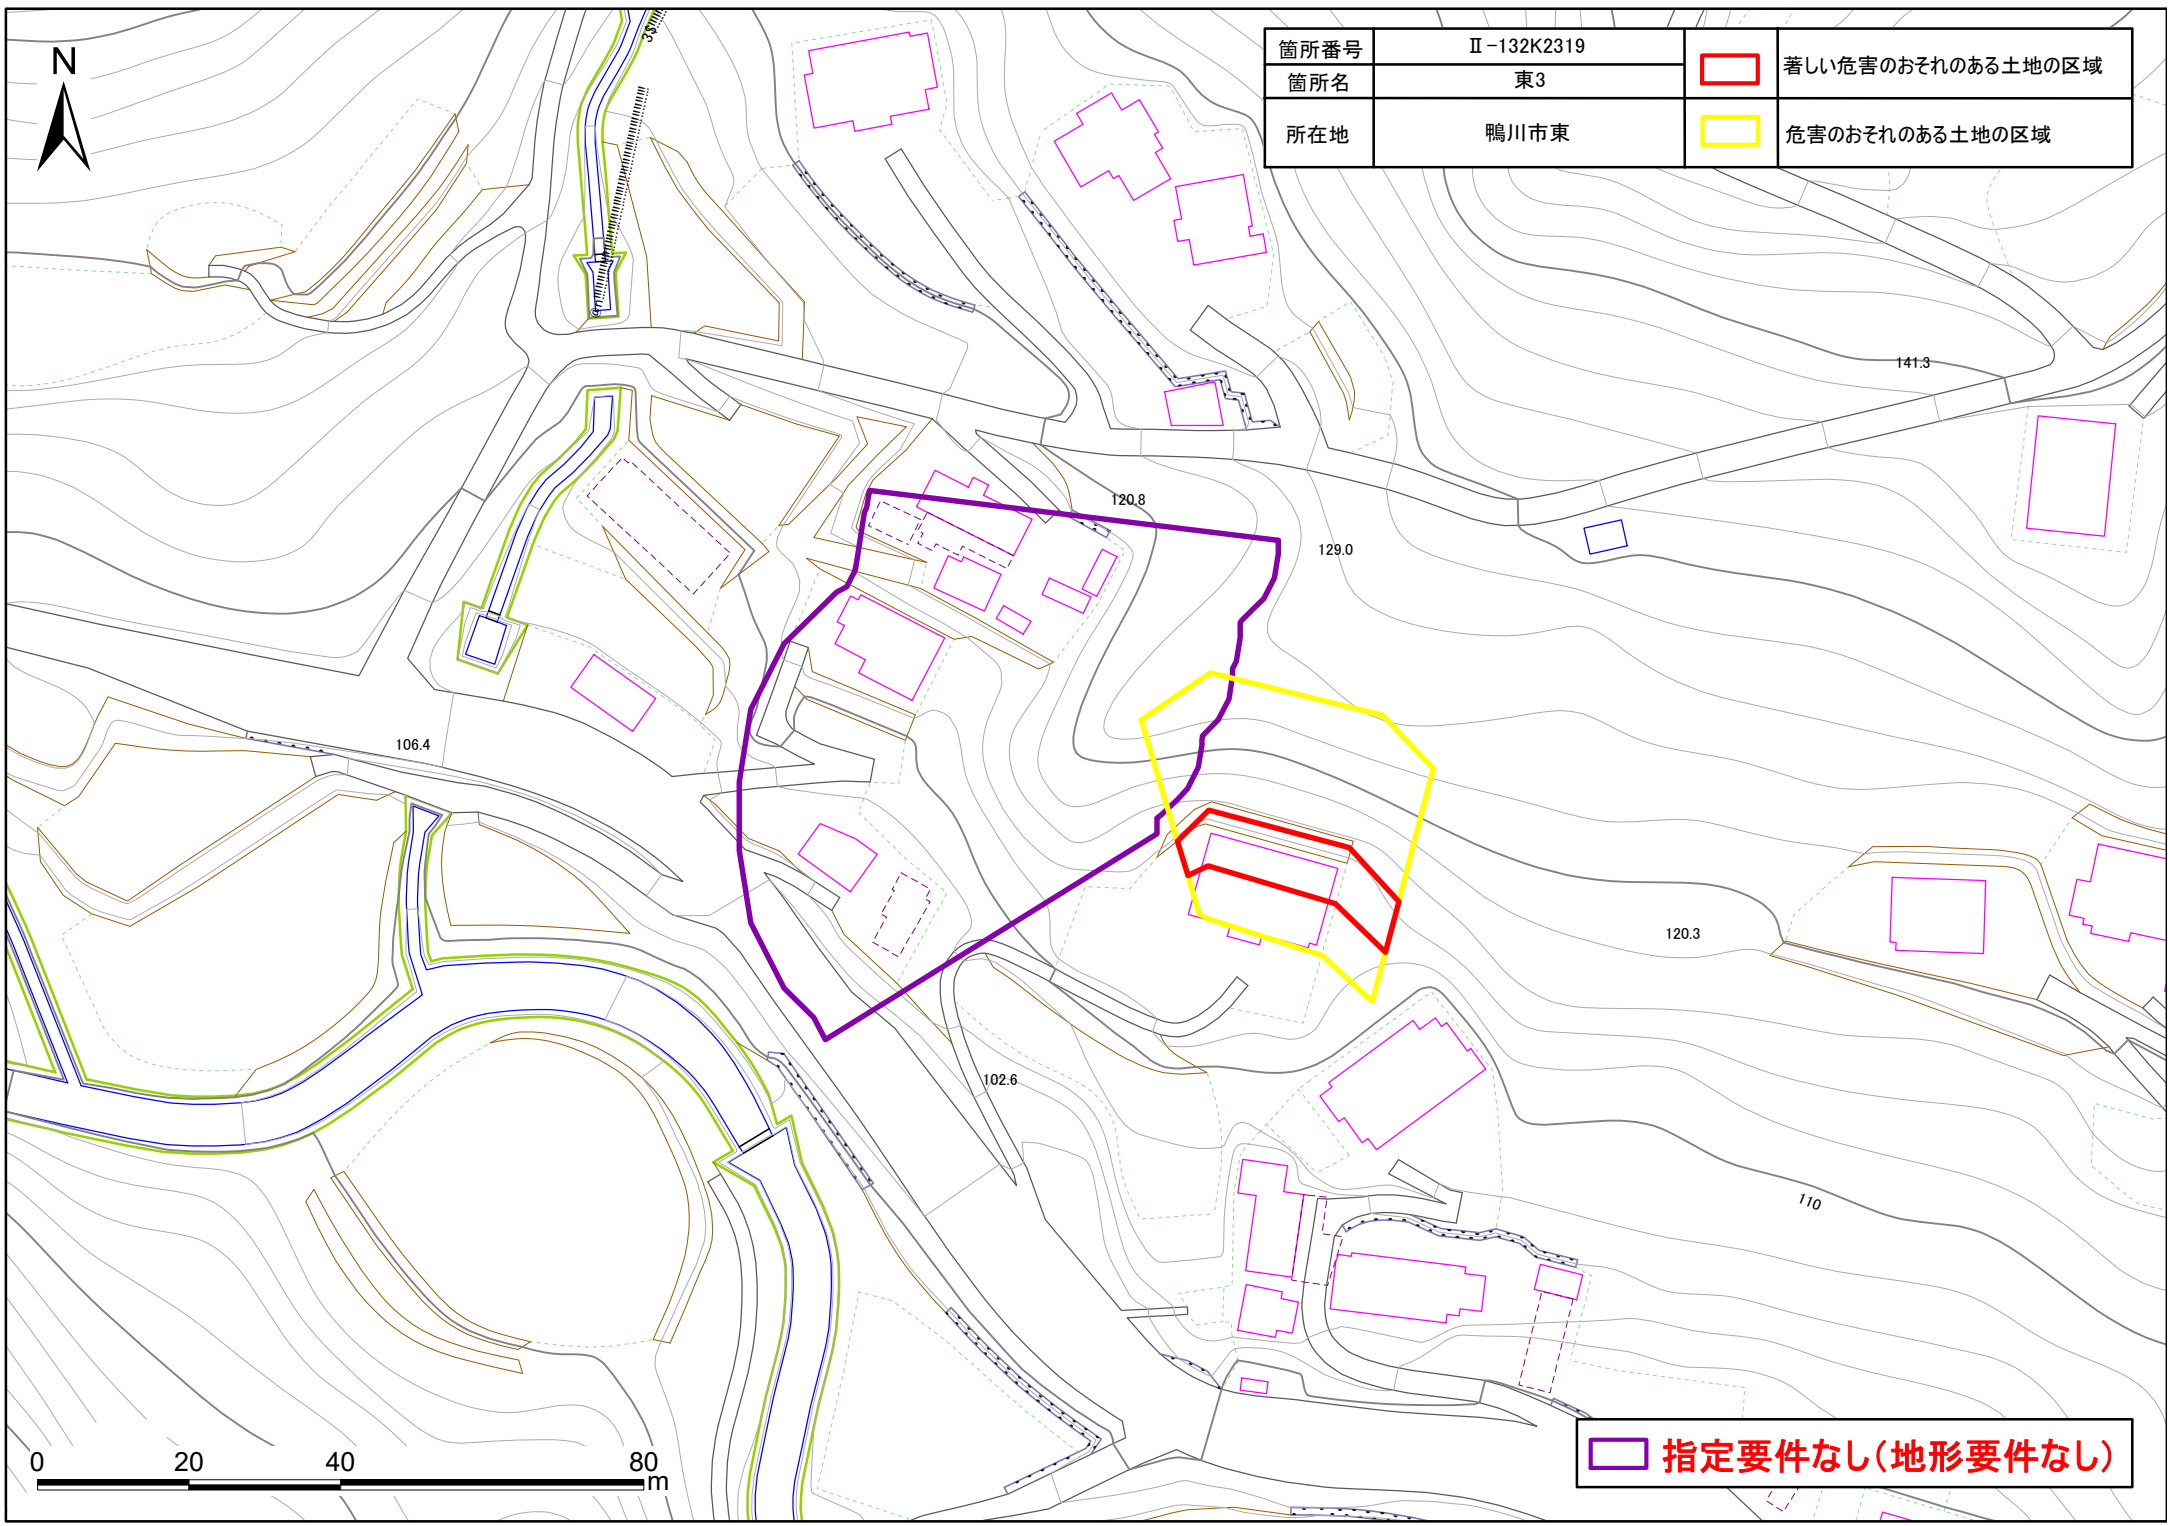 N
箇所番号 Ⅱ-132K2319 著しい危害のおそれのある土地の区域
箇所名 東3
所在地 鴨川市東 危害のおそれのある土地の区域
141.3
120.8
129.0
106.4
120.3
102.6
110
0 20 40 80 m
指定要件なし(地形要件なし)